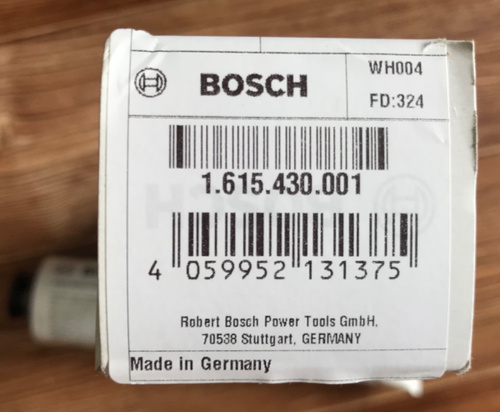 BOSCH
WH004
FD:324
1.615.430.001
4 059952 131375
Robert Bosch Power Tools GmbH.
70538 Stuttgart, GERMANY
Made in Germany